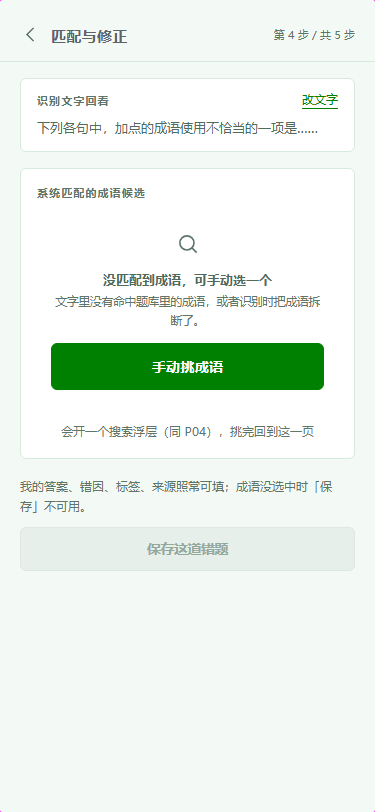 匹配与修正
第 4 步 / 共 5 步
识别文字回看
改文字
下列各句中，加点的成语使用不恰当的一项是……
系统匹配的成语候选
没匹配到成语，可手动选一个
文字里没有命中题库里的成语，或者识别时把成语拆
断了。
手动挑成语
会开一个搜索浮层（同 P04），挑完回到这一页
我的答案、错因、标签、来源照常可填；成语没选中时「保
存」不可用。
保存这道错题